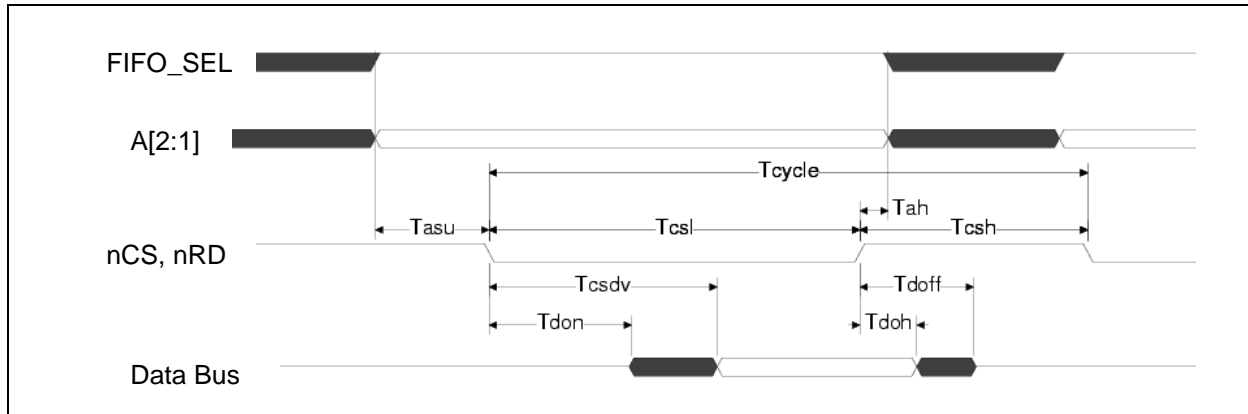 FIFO_SEL
A[2:1]
Tcycle
Tah
Tasu
Tcsl
Tcsh
nCS, nRD
Tcsdv
Tdoff
Tdon
Tdoh
Data Bus